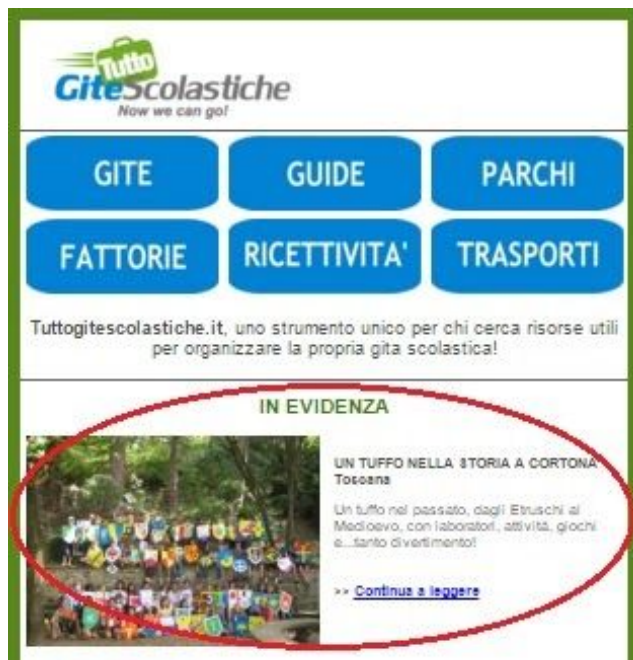 Tutto
GiteScolastiche
Now we can go!
GITE GUIDE PARCHI
FATTORIE RICETTIVITA' TRASPORTI
Tuttogitescolastiche.it, uno strumento unico per chi cerca risorse utili
per organizzare la propria gita scolastica!
IN EVIDENZA
UN TUFFO NELLA STORIA A CORTONA
Toscana
Un tuffo nel passato, dagli Etruschi al
Medioevo, con laboratori, attività, giochi
e...tanto divertimento!
>> Continua a leggere